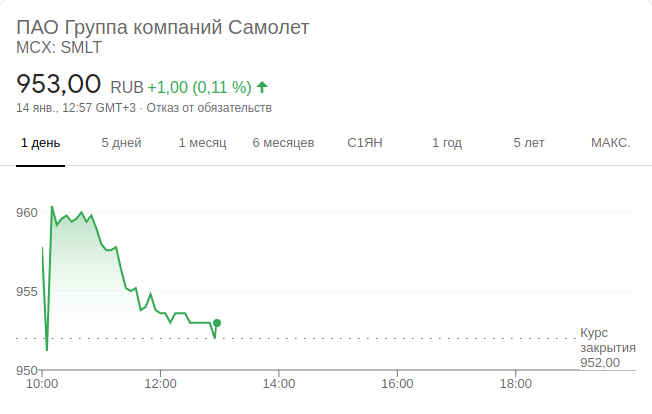 ПАО Группа компаний Самолет
MCX: SMLT
953,00 RUB +1,00 (0,11 %)
14 янв., 12:57 GMT+3 · Отказ от обязательств
1 день 5 дней 1 месяц 6 месяцев С1ЯН 1 год 5 лет МАКС.
960
955
Курс
закрытия
952,00
950
10:00 12:00 14:00 16:00 18:00